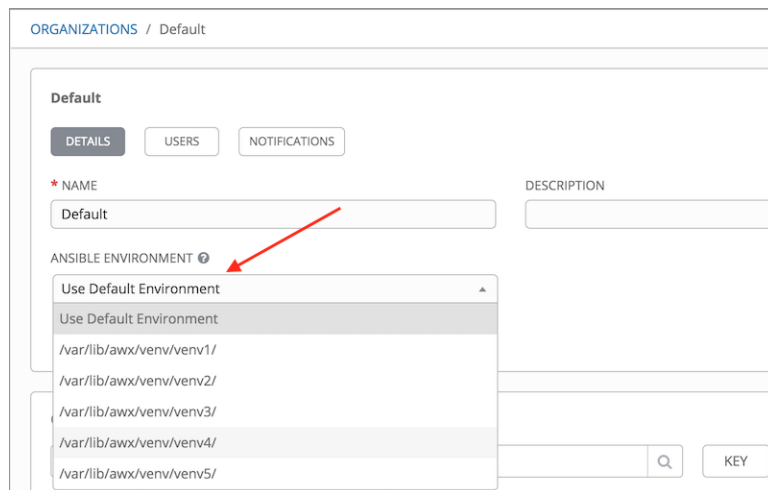 ORGANIZATIONS / Default
Default
DETAILS USERS NOTIFICATIONS
* NAME DESCRIPTION
Default
ANSIBLE ENVIRONMENT ?
Use Default Environment
Use Default Environment
/var/lib/awx/venv/venv1/
/var/lib/awx/venv/venv2/
/var/lib/awx/venv/venv3/
/var/lib/awx/venv/venv4/
KEY
/var/lib/awx/venv/venv5/